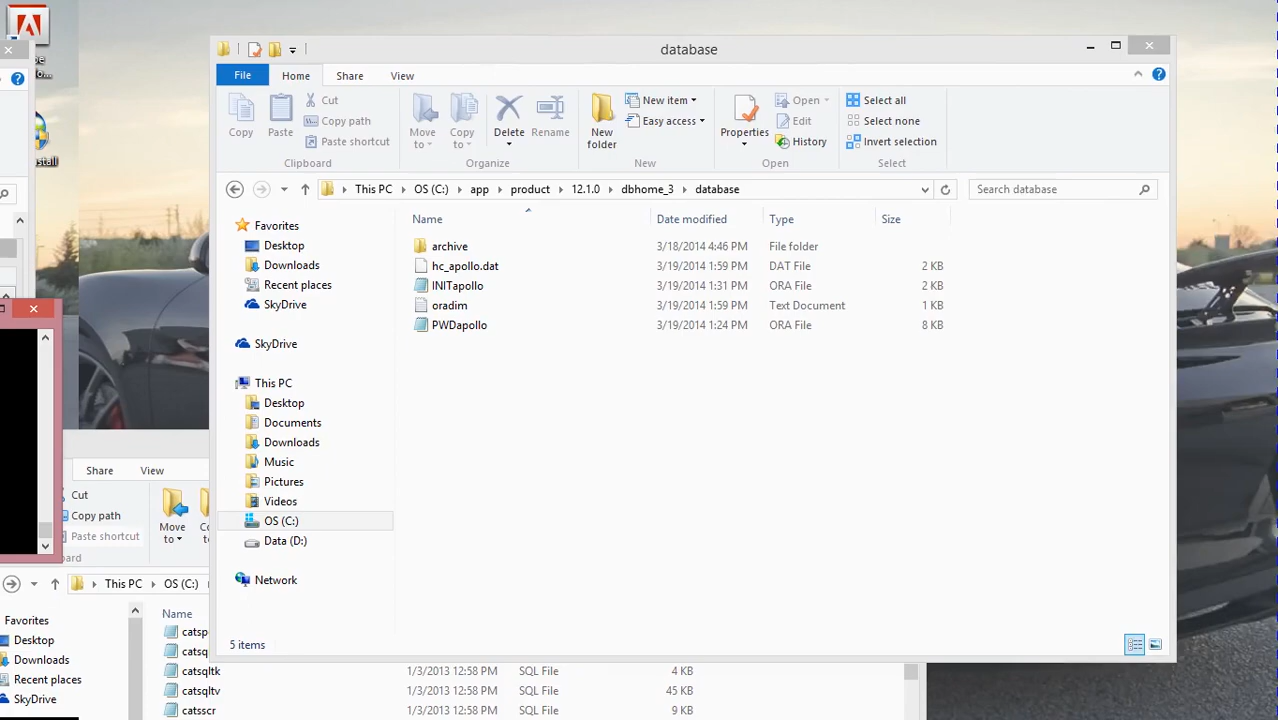 database
File
Home
Share
View
Copy
Paste
Cut
Copy path
Paste shortcut
Clipboard
Move
to
Copy
to
Delete
Rename
Organize
New
folder
New item
Easy access
New
Properties
Open
Edit
History
Open
Select all
Select none
Invert selection
Select
This PC
OS (C:)
app
product
12.1.0
dbhome_3
database
Search database
Name
Date modified
Type
Size
archive 3/18/2014 4:46 PM File folder
hc_apollo.dat 3/19/2014 1:59 PM DAT File 2 KB
INITapollo 3/19/2014 1:31 PM ORA File 2 KB
oradim 3/19/2014 1:59 PM Text Document 1 KB
PWDapollo 3/19/2014 1:24 PM ORA File 8 KB
Favorites
Desktop
Downloads
Recent places
SkyDrive
SkyDrive
This PC
Desktop
Documents
Downloads
Music
Pictures
Videos
OS (C:)
Data (D:)
Network
5 items
Share
View
Cut
Copy path
Paste shortcut
Move
to
This PC
OS (C:)
Favorites
Desktop
Downloads
Recent places
SkyDrive
Name
catsp
catsq
catsqltk 1/3/2013 12:58 PM SQL File 4 KB
catsqltv 1/3/2013 12:58 PM SQL File 45 KB
catsscr 1/3/2013 12:58 PM SQL File 9 KB